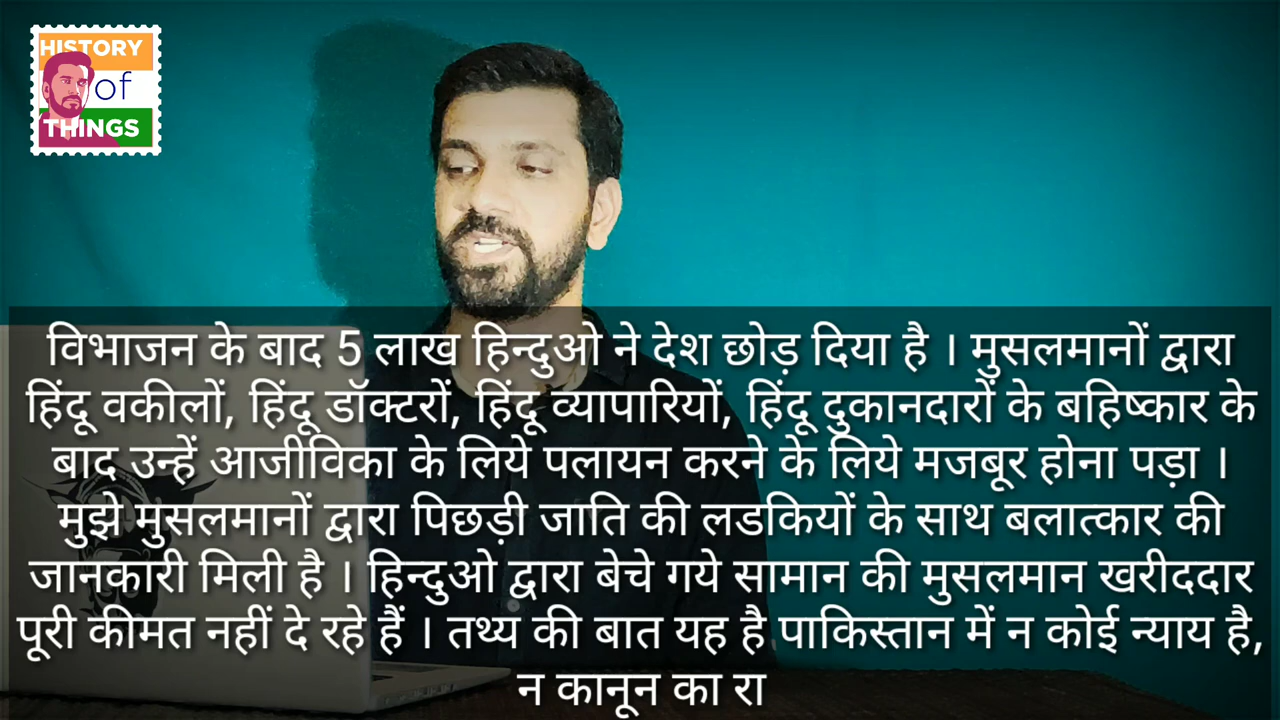 HISTORY
of
THINGS
विभाजन के बाद 5 लाख हिन्दुओ ने देश छोड़ दिया है । मुसलमानों द्वारा
हिंदू वकीलों, हिंदू डॉक्टरों, हिंदू व्यापारियों, हिंदू दुकानदारों के बहिष्कार के
बाद उन्हें आजीविका के लिये पलायन करने के लिये मजबूर होना पड़ा ।
मुझे मुसलमानों द्वारा पिछड़ी जाति की लडकियों के साथ बलात्कार की
जानकारी मिली है । हिन्दुओ द्वारा बेचे गये सामान की मुसलमान खरीददार
पूरी कीमत नहीं दे रहे हैं । तथ्य की बात यह है पाकिस्तान में न कोई न्याय है,
न कानून का रा